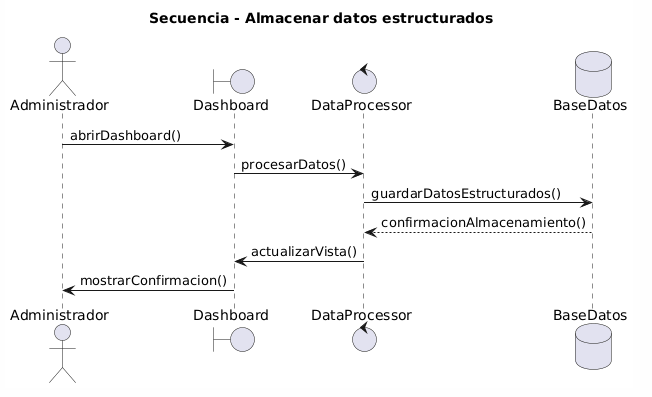 Secuencia - Almacenar datos estructurados
Administrador Dashboard DataProcessor BaseDatos
abrirDashboard()
procesarDatos()
guardarDatosEstructurados()
confirmacionAlmacenamiento()
actualizarVista()
mostrarConfirmacion()
Administrador Dashboard DataProcessor BaseDatos